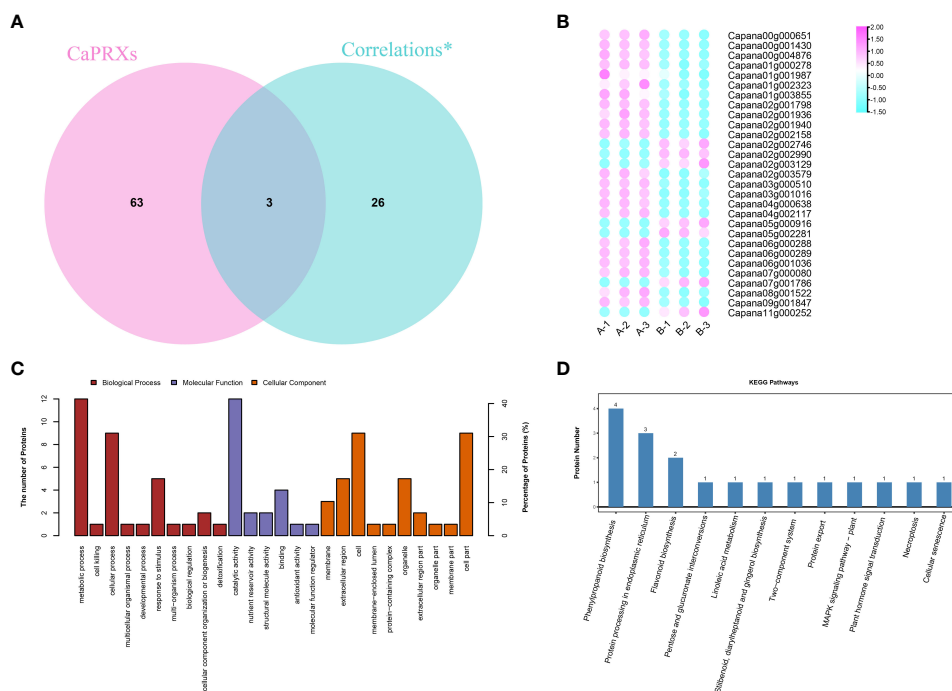 A
CaPRXs
Correlations*
63
3
26
B
Capana00g000651
Capana00g001430
Capana00g004876
Capana01g000278
Capana01g001987
Capana01g002323
Capana01g003855
Capana02g001798
Capana02g001936
Capana02g001940
Capana02g002158
Capana02g002746
Capana02g002990
Capana02g003129
Capana02g003579
Capana03g000510
Capana03g001016
Capana04g000638
Capana04g002117
Capana05g000916
Capana05g002281
Capana06g000288
Capana06g000289
Capana06g001036
Capana07g000080
Capana07g001786
Capana08g001522
Capana09g001847
Capana11g000252
A-1
A-2
A-3
B-1
B-2
B-3
2.00
1.50
1.00
0.50
0.00
-0.50
-1.00
-1.50
C
Biological Process
Molecular Function
Cellular Component
The number of Proteins
0
2
4
6
8
10
12
Percentage of Proteins (%)
0
10
20
30
40
metabolic process
cell killing
cellular process
multicellular organismal process
developmental process
response to stimulus
multi-organism process
biological regulation
cellular component organization or biogenesis
detoxification
catalytic activity
nutrient reservoir activity
structural molecule activity
binding
antioxidant activity
molecular function regulator
membrane
extracellular region
cell
membrane-enclosed lumen
protein-containing complex
organelle
extracellular region part
organelle part
membrane part
cell part
D
KEGG Pathways
Protein Number
0
1
2
3
4
4
3
2
1
1
1
1
1
1
1
1
1
Phenylpropanoid biosynthesis
Protein processing in endoplasmic reticulum
Flavonoid biosynthesis
Pentose and glucuronate interconversions
Linoleic acid metabolism
Stilbenoid, diarylheptanoid and gingerol biosynthesis
Two-component system
Protein export
MAPK signaling pathway - plant
Plant hormone signal transduction
Necroptosis
Cellular senescence